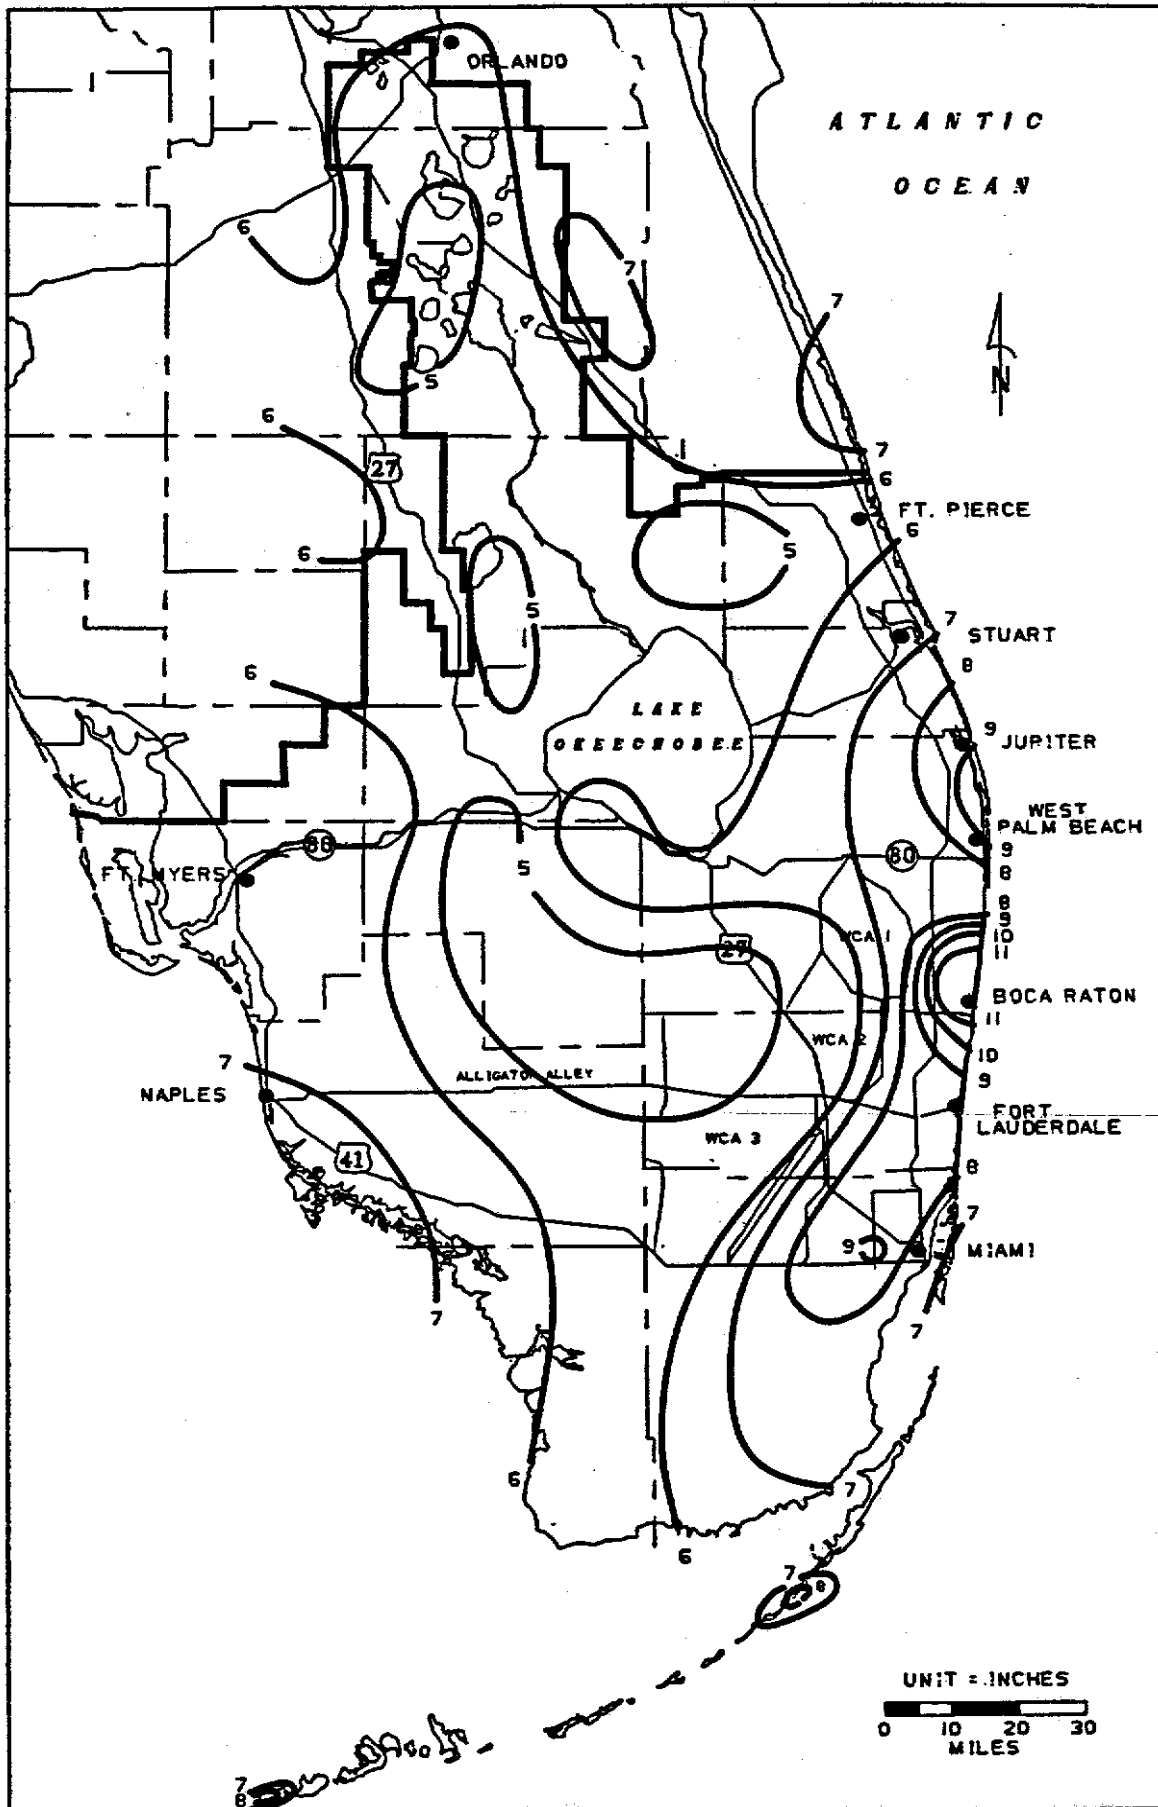 ORLANDO
ATLANTIC
OCEAN
6
7
7
N
5
6
27
7
6
FT. PIERCE
6
5
6
5
7
STUART
6
8
LAKE
OKEECHOBEE
9
JUPITER
WEST
PALM BEACH
80
80
9
5
FT. MYERS
8
8
9
WCA 1
10
27
11
BOCA RATON
11
WCA 2
10
7
ALLIGATOR ALLEY
9
NAPLES
FORT
LAUDERDALE
WCA 3
41
8
7
9
MIAMI
7
7
6
7
6
7
8
UNIT = INCHES
0 10 20 30
MILES
7
8